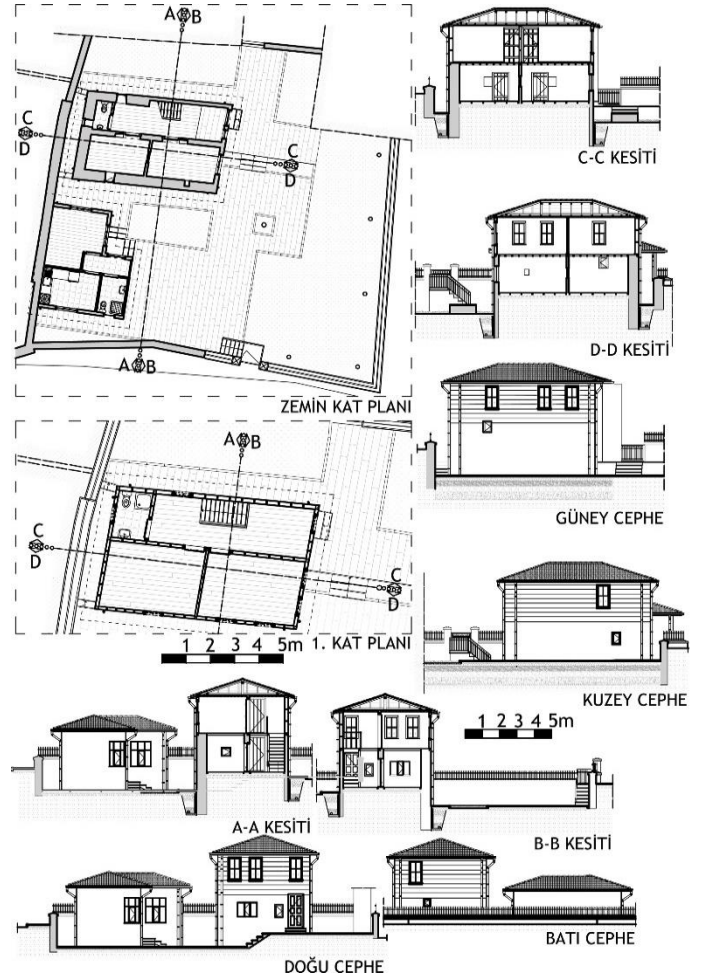 A B
C
D
C
D
A B
ZEMİN KAT PLANI
C-C KESİTİ
D-D KESİTİ
GÜNEY CEPHE
A B
C
D
C
D
1 2 3 4 5m
1. KAT PLANI
KUZEY CEPHE
1 2 3 4 5m
A-A KESİTİ
B-B KESİTİ
DOĞU CEPHE
BATI CEPHE